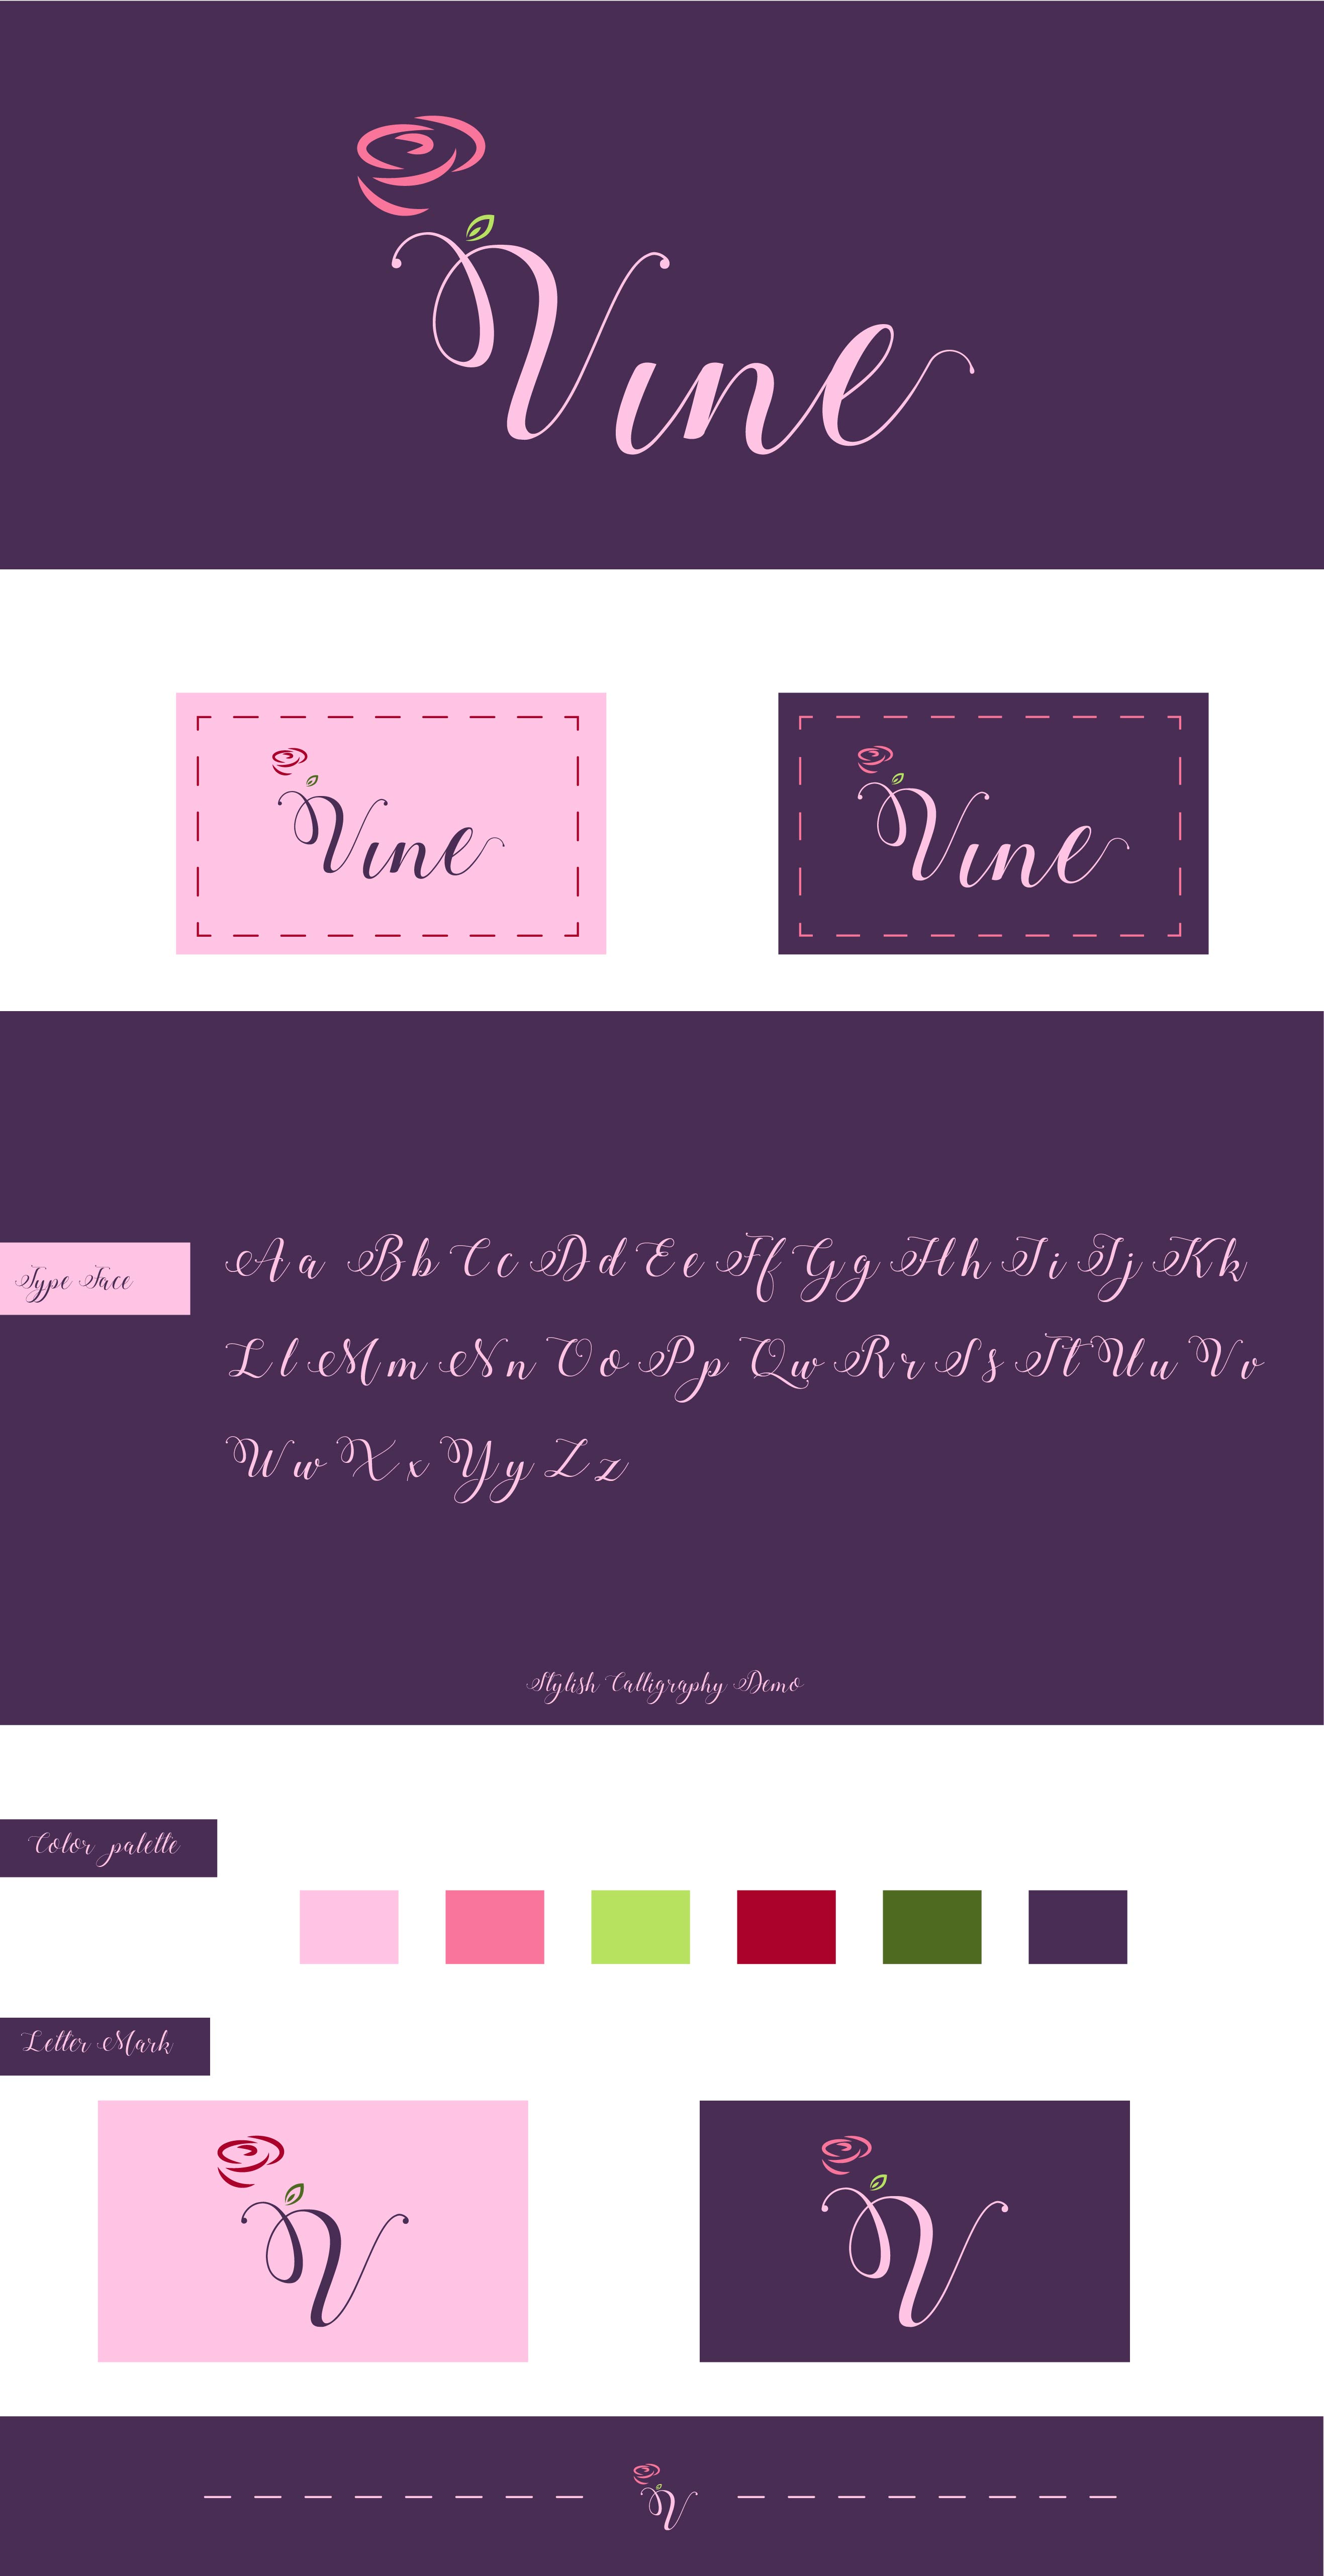 Vine
Vine
Vine
Type Face
Aa Bb Cc Dd Ee Ff Gg Hh Ii Jj Kk
Ll Mm Nn Oo Pp Qw Rr Ss Tt Uu Vv
Ww Xx Yy Zz
Stylish Calligraphy Demo
Color palette
Letter Mark
V
V
V